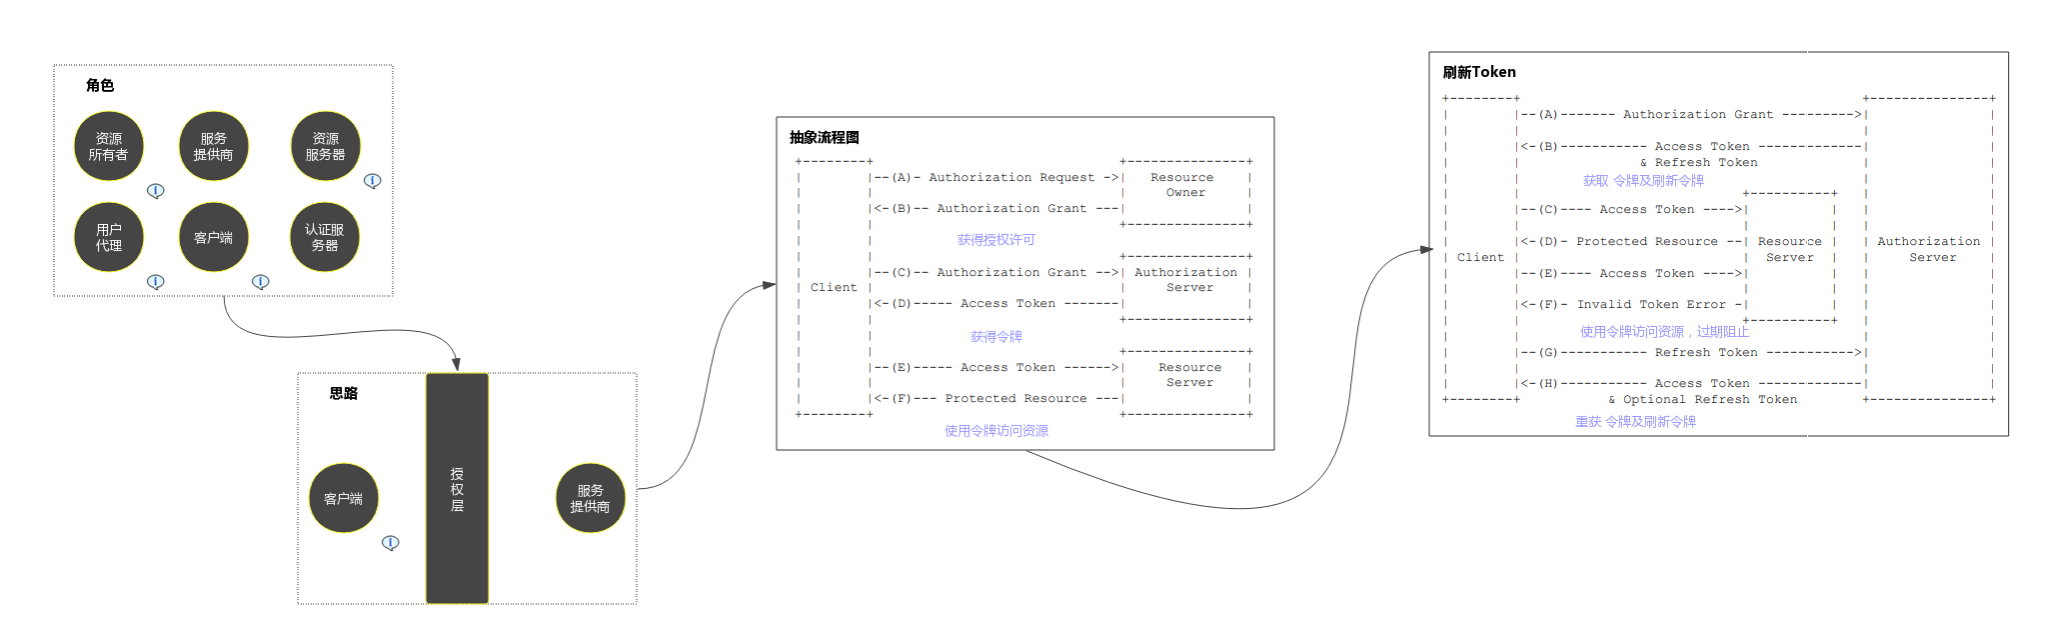 角色
资源
所有者
服务
提供商
资源
服务器
用户
代理
客户端
认证服
务器
思路
客户端
授
权
层
服务
提供商
抽象流程图
+--------+                               +---------------+
|        |--(A)- Authorization Request ->|   Resource    |
|        |                               |     Owner     |
|        |<-(B)-- Authorization Grant ---|               |
|        |                               +---------------+
获得授权许可
|        |                               +---------------+
|        |--(C)-- Authorization Grant -->| Authorization |
| Client |                               |     Server    |
|        |<-(D)----- Access Token -------|               |
|        |                               +---------------+
获得令牌
|        |                               +---------------+
|        |--(E)----- Access Token ------>|    Resource   |
|        |                               |     Server    |
|        |<-(F)--- Protected Resource ---|               |
+--------+                               +---------------+
使用令牌访问资源
刷新Token
+--------+                                           +---------------+
|        |--(A)------- Authorization Grant --------->|               |
|        |                                           |               |
|        |<-(B)----------- Access Token -------------|               |
|        |               & Refresh Token             |               |
获取 令牌及刷新令牌
|        |                            +----------+   |               |
|        |--(C)---- Access Token ---->|          |   |               |
|        |                            |          |   |               |
|        |<-(D)- Protected Resource --| Resource |   | Authorization |
| Client |                            |  Server  |   |     Server    |
|        |--(E)---- Access Token ---->|          |   |               |
|        |                            |          |   |               |
|        |<-(F)- Invalid Token Error -|          |   |               |
|        |                            +----------+   |               |
使用令牌访问资源，过期阻止
|        |--(G)----------- Refresh Token ----------->|               |
|        |                                           |               |
|        |<-(H)----------- Access Token -------------|               |
+--------+           & Optional Refresh Token        +---------------+
重获 令牌及刷新令牌